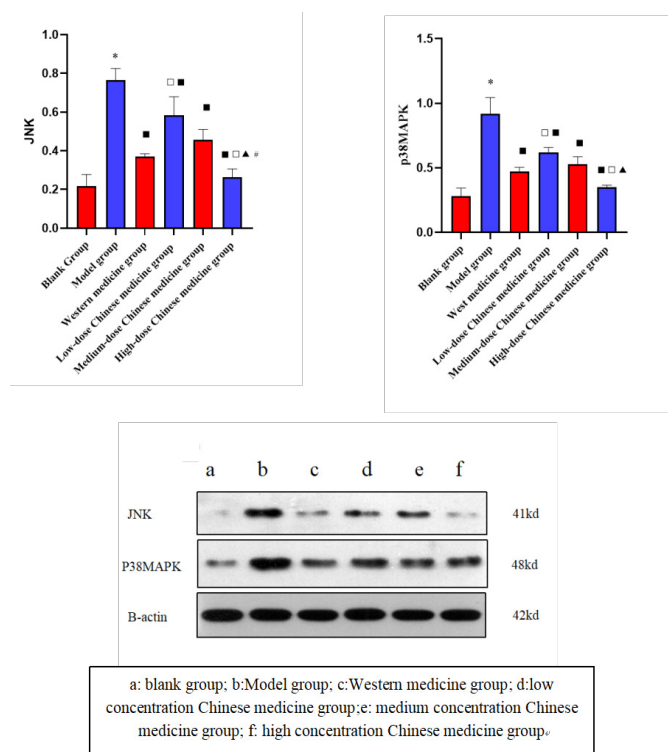 JNK
1.0
0.8
0.6
0.4
0.2
0.0
*
□ ■
■
■
■ □ ▲ #
Blank Group
Model group
Western medicine group
Low-dose Chinese medicine group
Medium-dose Chinese medicine group
High-dose Chinese medicine group
p38MAPK
1.5
1.0
0.5
0.0
*
■
□ ■
■
■ □ ▲
Blank group
Model group
West medicine group
Low-dose Chinese medicine group
Medium-dose Chinese medicine group
High-dose Chinese medicine group
a b c d e f
JNK 41kd
P38MAPK 48kd
B-actin 42kd
a: blank group; b:Model group; c:Western medicine group; d:low
concentration Chinese medicine group;e: medium concentration Chinese
medicine group; f: high concentration Chinese medicine group↵